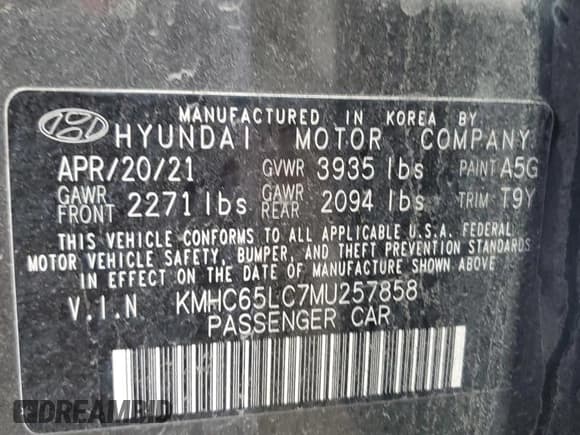 MANUFACTURED IN KOREA BY
HYUNDAI MOTOR COMPANY
APR/20/21 GVWR 3935 lbs PAINT A5G
GAWR FRONT 2271 lbs GAWR REAR 2094 lbs TRIM T9Y
THIS VEHICLE CONFORMS TO ALL APPLICABLE U.S.A. FEDERAL
MOTOR VEHICLE SAFETY, BUMPER, AND THEFT PREVENTION STANDARDS
IN EFFECT ON THE DATE OF MANUFACTURE SHOWN ABOVE
V.I.N. KMHC65LC7MU257858
PASSENGER CAR
DREAMBID